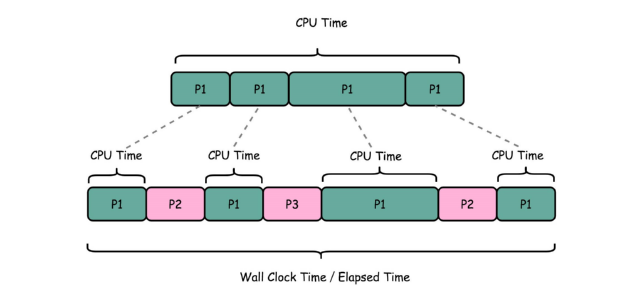 CPU Time
P1 P1 P1 P1
CPU Time CPU Time CPU Time CPU Time
P1 P2 P1 P3 P1 P2 P1
Wall Clock Time / Elapsed Time